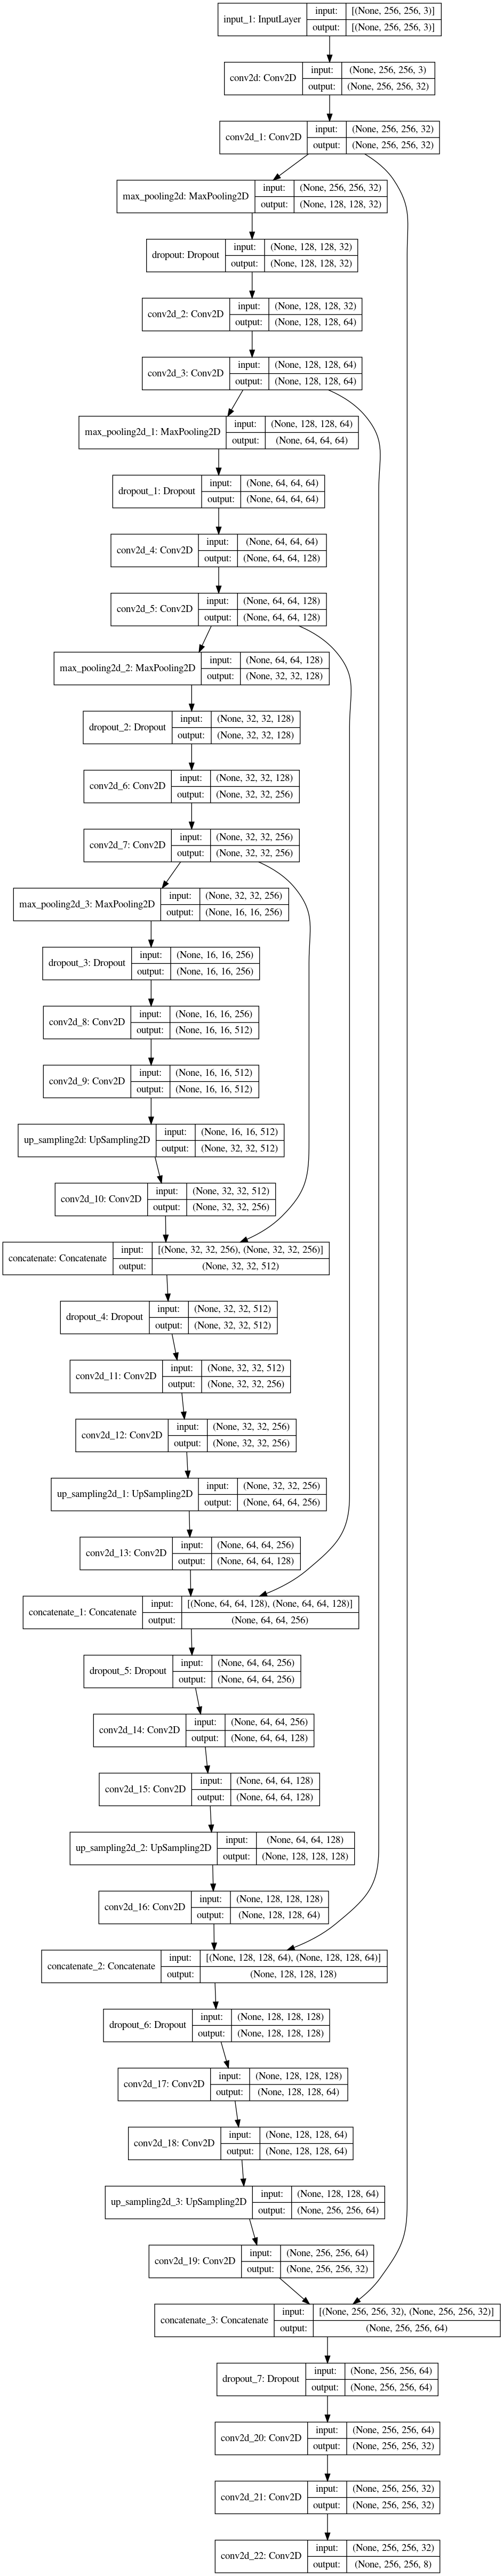 input_1: InputLayer input: [(None, 256, 256, 3)]
output: [(None, 256, 256, 3)]
conv2d: Conv2D input: (None, 256, 256, 3)
output: (None, 256, 256, 32)
conv2d_1: Conv2D input: (None, 256, 256, 32)
output: (None, 256, 256, 32)
max_pooling2d: MaxPooling2D input: (None, 256, 256, 32)
output: (None, 128, 128, 32)
dropout: Dropout input: (None, 128, 128, 32)
output: (None, 128, 128, 32)
conv2d_2: Conv2D input: (None, 128, 128, 32)
output: (None, 128, 128, 64)
conv2d_3: Conv2D input: (None, 128, 128, 64)
output: (None, 128, 128, 64)
max_pooling2d_1: MaxPooling2D input: (None, 128, 128, 64)
output: (None, 64, 64, 64)
dropout_1: Dropout input: (None, 64, 64, 64)
output: (None, 64, 64, 64)
conv2d_4: Conv2D input: (None, 64, 64, 64)
output: (None, 64, 64, 128)
conv2d_5: Conv2D input: (None, 64, 64, 128)
output: (None, 64, 64, 128)
max_pooling2d_2: MaxPooling2D input: (None, 64, 64, 128)
output: (None, 32, 32, 128)
dropout_2: Dropout input: (None, 32, 32, 128)
output: (None, 32, 32, 128)
conv2d_6: Conv2D input: (None, 32, 32, 128)
output: (None, 32, 32, 256)
conv2d_7: Conv2D input: (None, 32, 32, 256)
output: (None, 32, 32, 256)
max_pooling2d_3: MaxPooling2D input: (None, 32, 32, 256)
output: (None, 16, 16, 256)
dropout_3: Dropout input: (None, 16, 16, 256)
output: (None, 16, 16, 256)
conv2d_8: Conv2D input: (None, 16, 16, 256)
output: (None, 16, 16, 512)
conv2d_9: Conv2D input: (None, 16, 16, 512)
output: (None, 16, 16, 512)
up_sampling2d: UpSampling2D input: (None, 16, 16, 512)
output: (None, 32, 32, 512)
conv2d_10: Conv2D input: (None, 32, 32, 512)
output: (None, 32, 32, 256)
concatenate: Concatenate input: [(None, 32, 32, 256), (None, 32, 32, 256)]
output: (None, 32, 32, 512)
dropout_4: Dropout input: (None, 32, 32, 512)
output: (None, 32, 32, 512)
conv2d_11: Conv2D input: (None, 32, 32, 512)
output: (None, 32, 32, 256)
conv2d_12: Conv2D input: (None, 32, 32, 256)
output: (None, 32, 32, 256)
up_sampling2d_1: UpSampling2D input: (None, 32, 32, 256)
output: (None, 64, 64, 256)
conv2d_13: Conv2D input: (None, 64, 64, 256)
output: (None, 64, 64, 128)
concatenate_1: Concatenate input: [(None, 64, 64, 128), (None, 64, 64, 128)]
output: (None, 64, 64, 256)
dropout_5: Dropout input: (None, 64, 64, 256)
output: (None, 64, 64, 256)
conv2d_14: Conv2D input: (None, 64, 64, 256)
output: (None, 64, 64, 128)
conv2d_15: Conv2D input: (None, 64, 64, 128)
output: (None, 64, 64, 128)
up_sampling2d_2: UpSampling2D input: (None, 64, 64, 128)
output: (None, 128, 128, 128)
conv2d_16: Conv2D input: (None, 128, 128, 128)
output: (None, 128, 128, 64)
concatenate_2: Concatenate input: [(None, 128, 128, 64), (None, 128, 128, 64)]
output: (None, 128, 128, 128)
dropout_6: Dropout input: (None, 128, 128, 128)
output: (None, 128, 128, 128)
conv2d_17: Conv2D input: (None, 128, 128, 128)
output: (None, 128, 128, 64)
conv2d_18: Conv2D input: (None, 128, 128, 64)
output: (None, 128, 128, 64)
up_sampling2d_3: UpSampling2D input: (None, 128, 128, 64)
output: (None, 256, 256, 64)
conv2d_19: Conv2D input: (None, 256, 256, 64)
output: (None, 256, 256, 32)
concatenate_3: Concatenate input: [(None, 256, 256, 32), (None, 256, 256, 32)]
output: (None, 256, 256, 64)
dropout_7: Dropout input: (None, 256, 256, 64)
output: (None, 256, 256, 64)
conv2d_20: Conv2D input: (None, 256, 256, 64)
output: (None, 256, 256, 32)
conv2d_21: Conv2D input: (None, 256, 256, 32)
output: (None, 256, 256, 32)
conv2d_22: Conv2D input: (None, 256, 256, 32)
output: (None, 256, 256, 8)